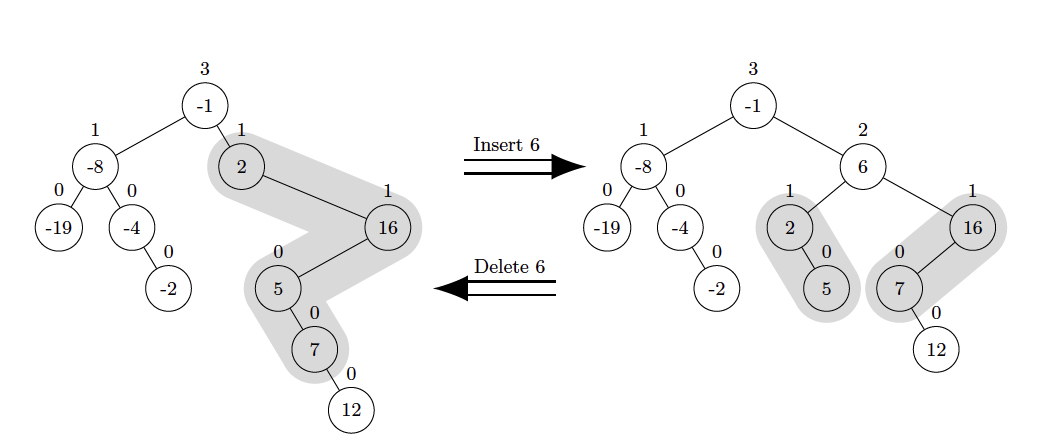 3 3
-1 -1
1 1 1 2
Insert 6
-8 2 -8 6
0 0 1 0 0 1 1
-19 -4 16 -19 -4 2 16
0 0 0 0 0
Delete 6
-2 5 -2 5 7
0 0
7 12
0
12